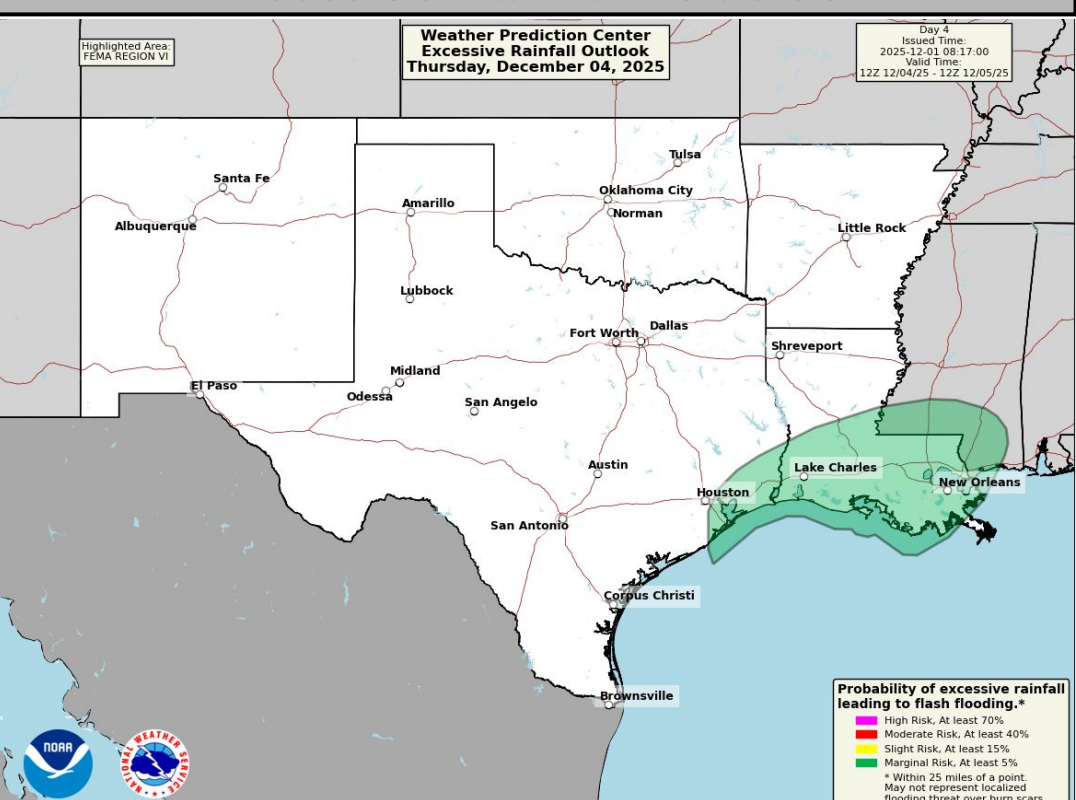 Highlighted Area:
FEMA REGION VI
Weather Prediction Center
Excessive Rainfall Outlook
Thursday, December 04, 2025
Day 4
Issued Time:
2025-12-01 08:17:00
Valid Time:
12Z 12/04/25 - 12Z 12/05/25
Tulsa
Santa Fe
Oklahoma City
Amarillo
Norman
Albuquerque
Little Rock
Lubbock
Fort Worth
Dallas
Shreveport
Midland
El Paso
Odessa
San Angelo
Austin
Lake Charles
New Orleans
Houston
San Antonio
Corpus Christi
Brownsville
Probability of excessive rainfall
leading to flash flooding.*
High Risk, At least 70%
Moderate Risk, At least 40%
Slight Risk, At least 15%
Marginal Risk, At least 5%
* Within 25 miles of a point.
May not represent localized
flooding threat over burn scars
NOAA
NATIONAL WEATHER SERVICE